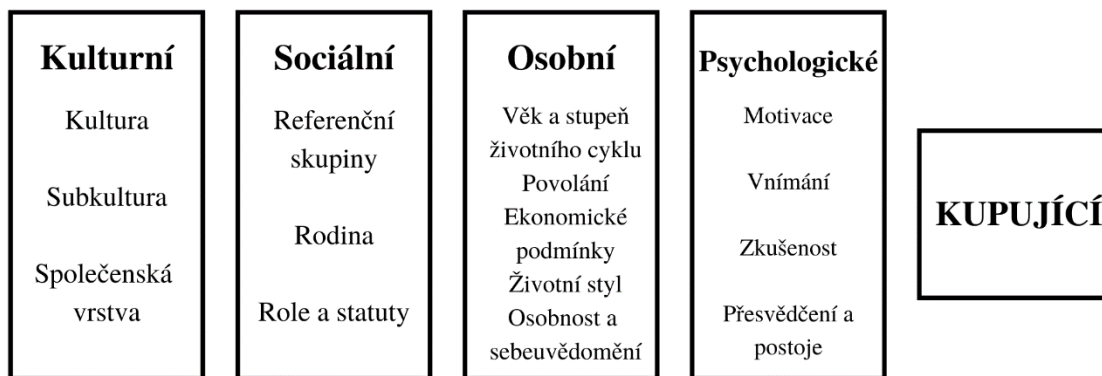 Kulturní
Kultura
Subkultura
Společenská
vrstva
Sociální
Referenční
skupiny
Rodina
Role a statuty
Osobní
Věk a stupeň
životního cyklu
Povolání
Ekonomické
podmínky
Životní styl
Osobnost a
sebeuvědomění
Psychologické
Motivace
Vnímání
Zkušenost
Přesvědčení a
postoje
KUPUJÍCÍ